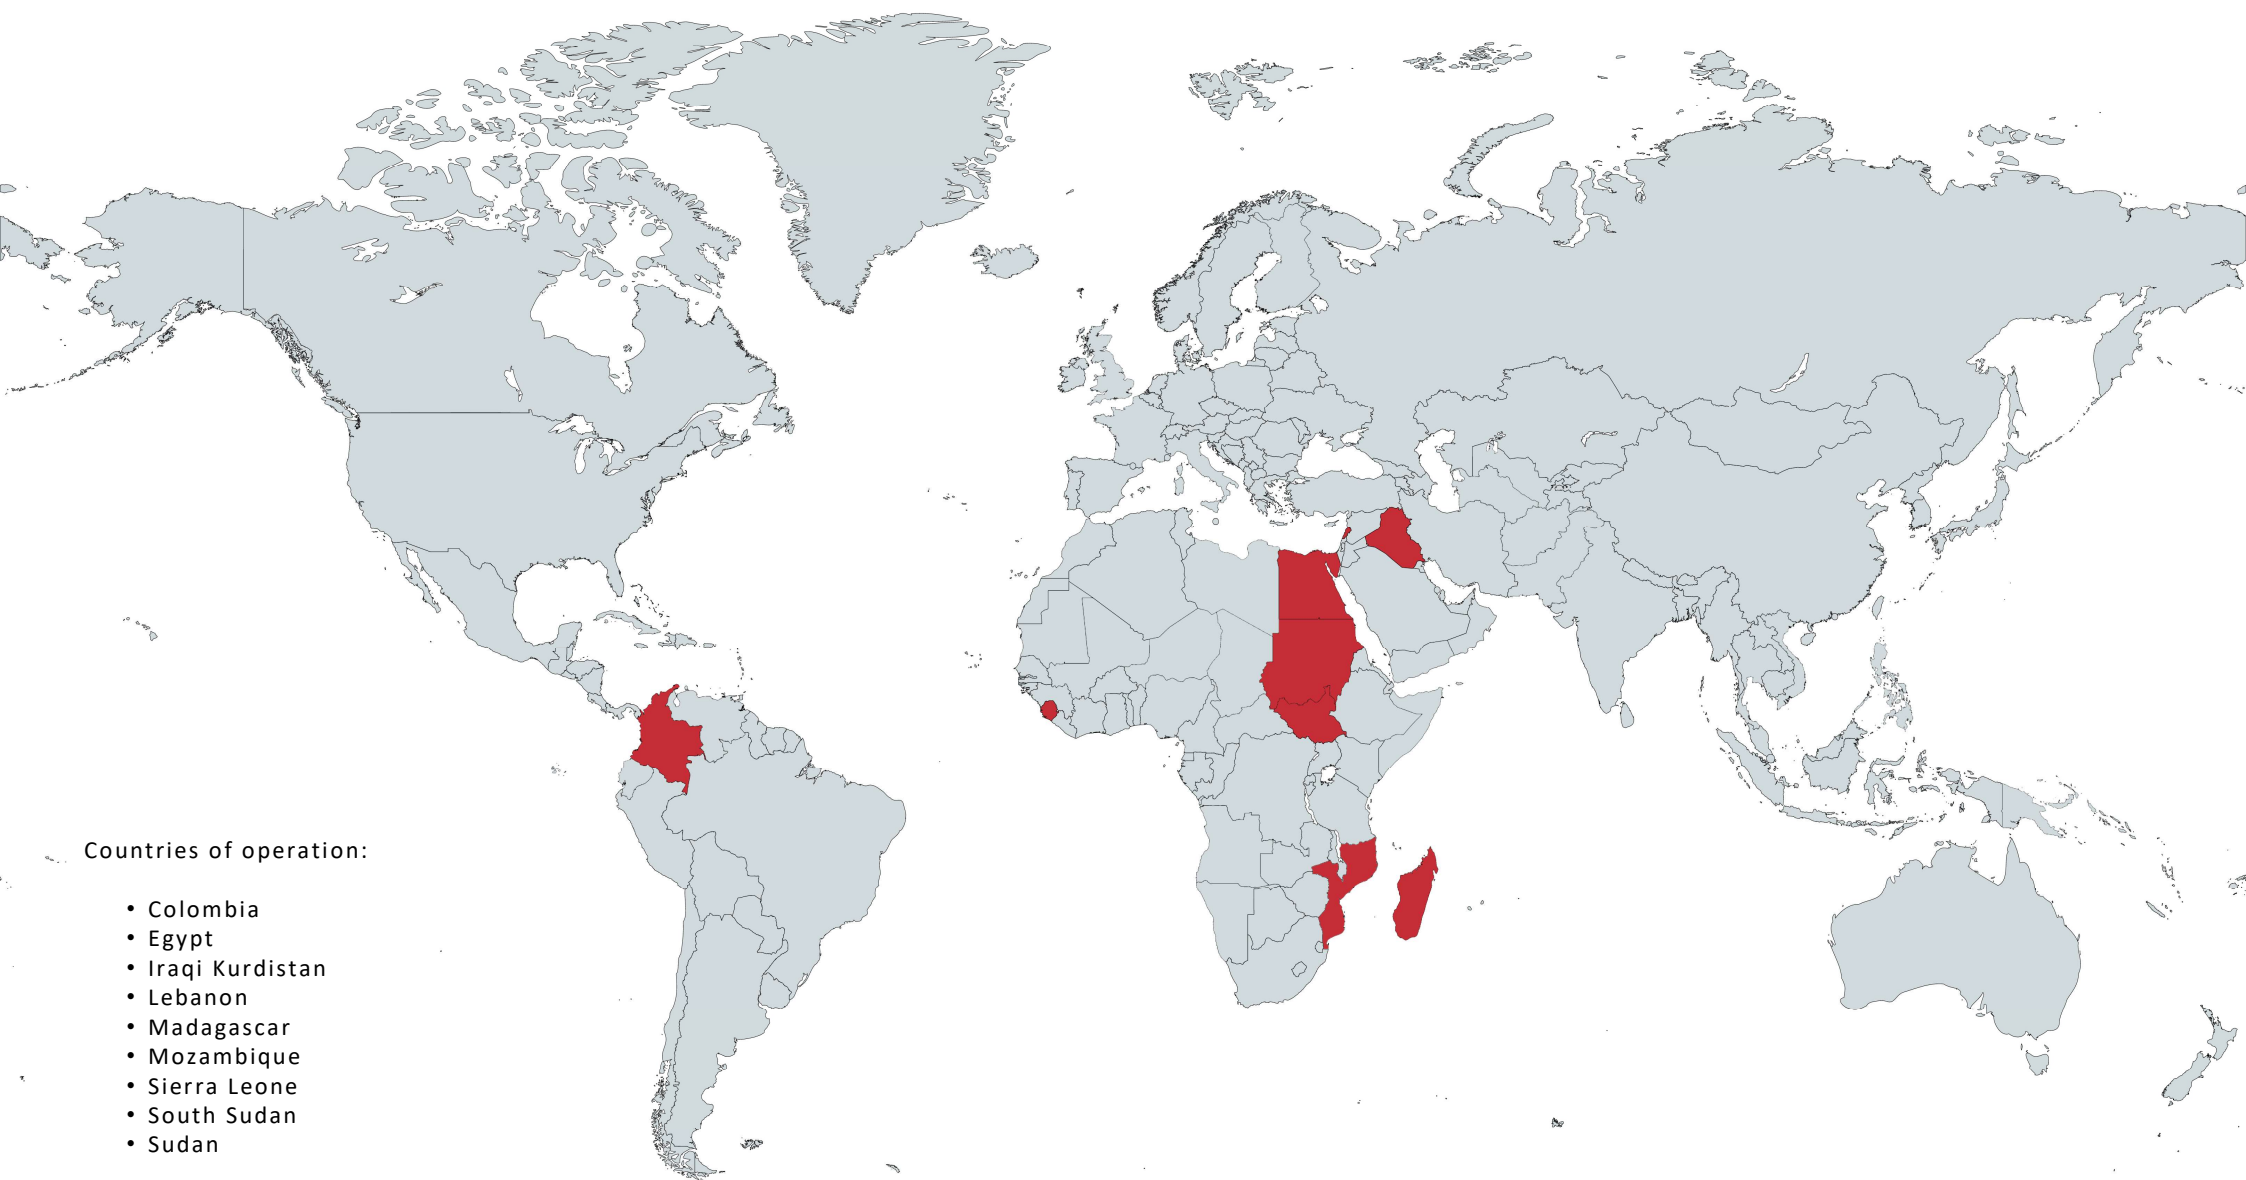 Countries of operation:
• Colombia
• Egypt
• Iraqi Kurdistan
• Lebanon
• Madagascar
• Mozambique
• Sierra Leone
• South Sudan
• Sudan